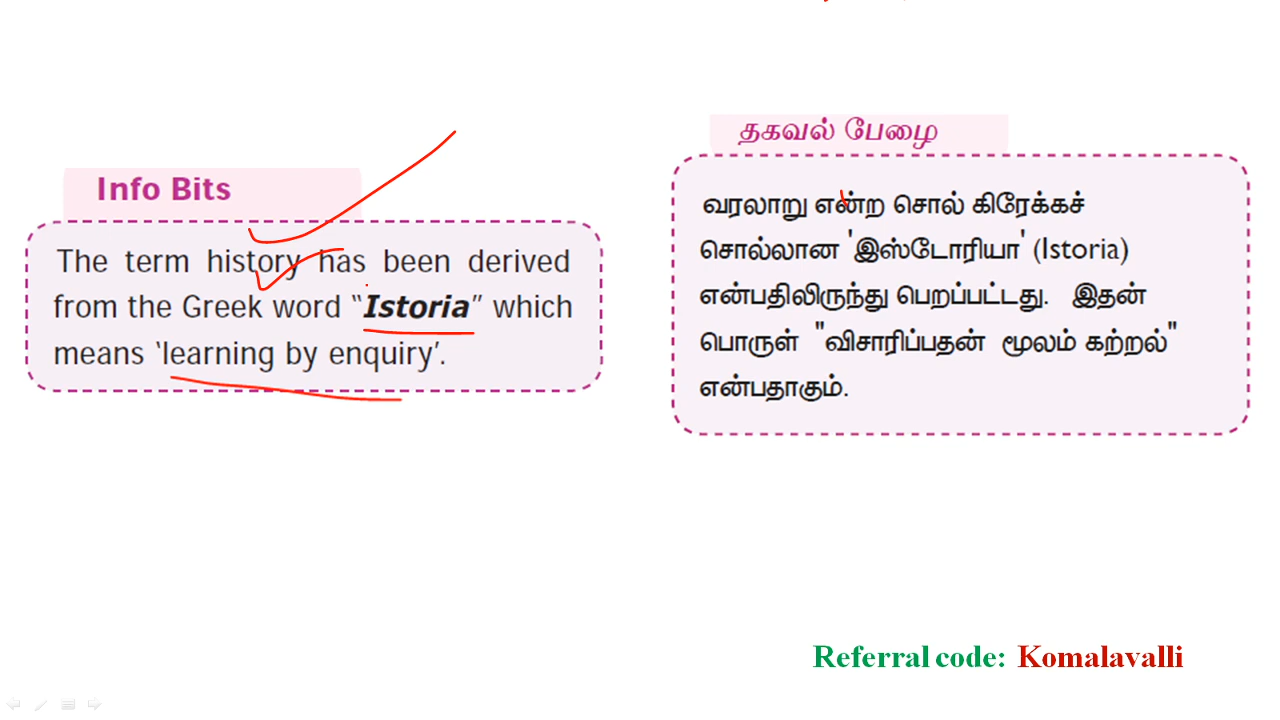 Info Bits
The term history has been derived
from the Greek word “Istoria” which
means ‘learning by enquiry’.
தகவல் பேழை
வரலாறு என்ற சொல் கிரேக்கச்
சொல்லான 'இஸ்டோரியா' (Istoria)
என்பதிலிருந்து பெறப்பட்டது. இதன்
பொருள் "விசாரிப்பதன் மூலம் கற்றல்"
என்பதாகும்.
Referral code: Komalavalli